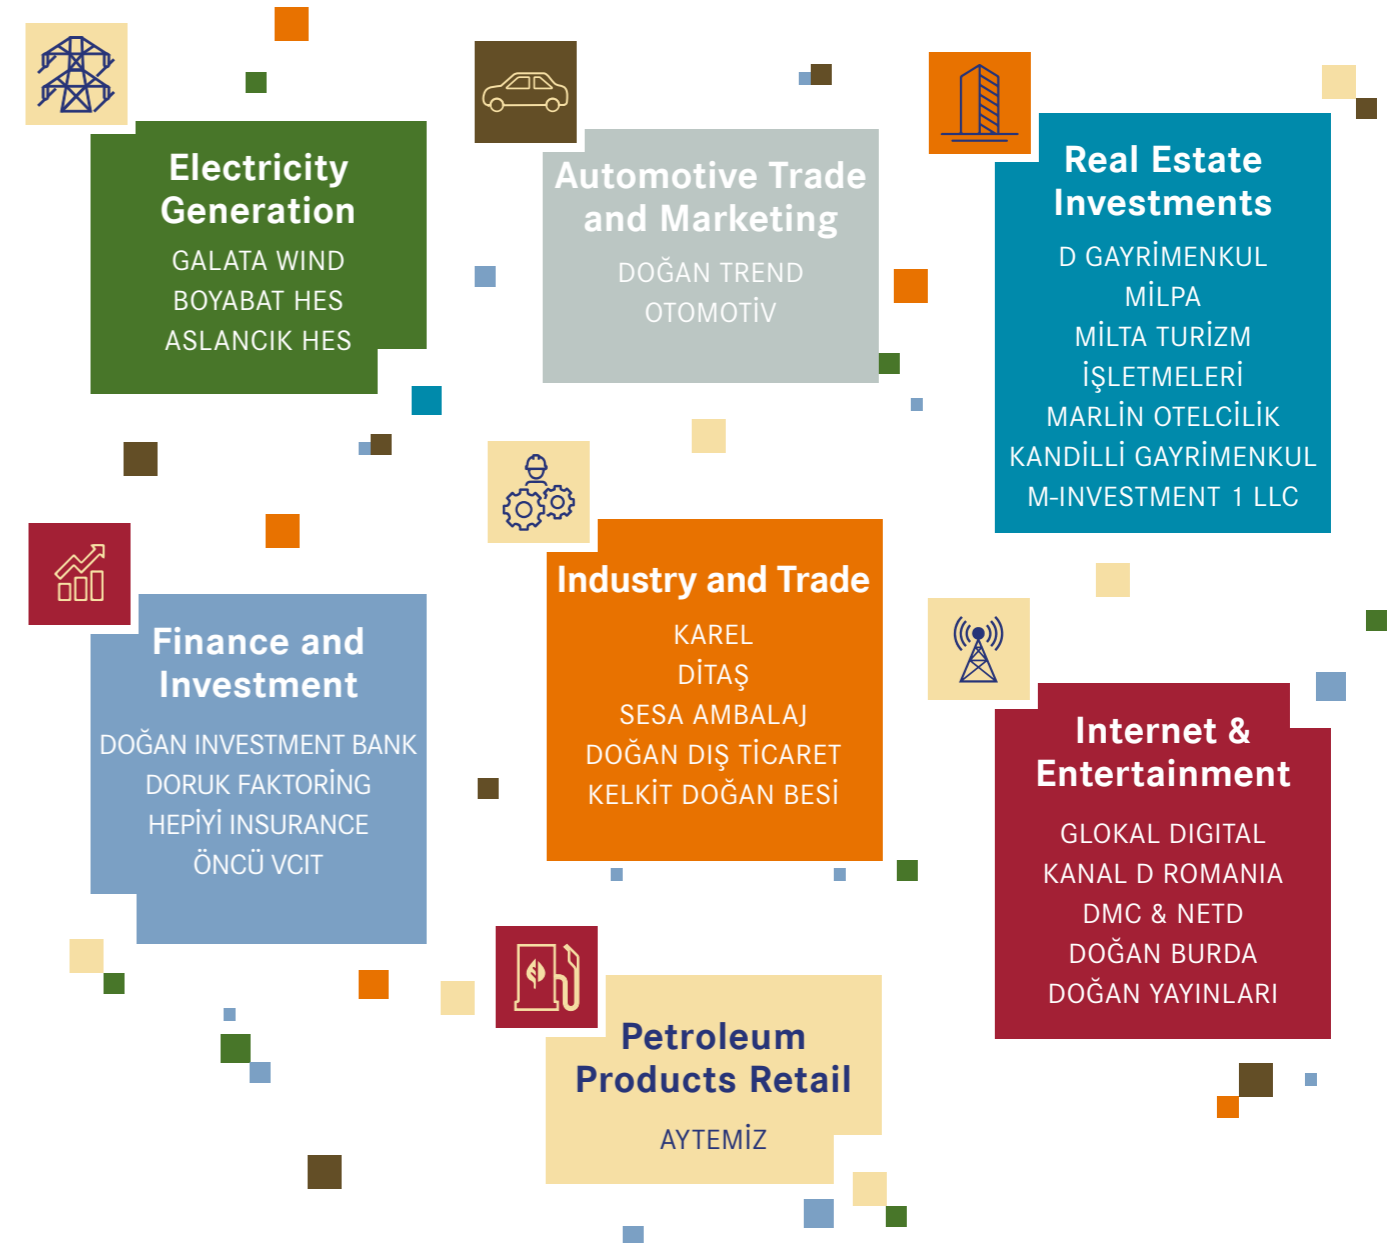 Electricity
Generation
GALATA WIND
BOYABAT HES
ASLANCIK HES
Automotive Trade
and Marketing
DOĞAN TREND
OTOMOTİV
Real Estate
Investments
D GAYRİMENKUL
MİLPA
MİLTA TURİZM
İŞLETMELERİ
MARLİN OTELCİLİK
KANDİLLİ GAYRİMENKUL
M-INVESTMENT 1 LLC
Finance and
Investment
DOĞAN INVESTMENT BANK
DORUK FAKTORİNG
HEPİYİ INSURANCE
ÖNCÜ VCIT
Industry and Trade
KAREL
DİTAŞ
SESA AMBALAJ
DOĞAN DIŞ TİCARET
KELKİT DOĞAN BESİ
Internet &
Entertainment
GLOKAL DIGITAL
KANAL D ROMANIA
DMC & NETD
DOĞAN BURDA
DOĞAN YAYINLARI
Petroleum
Products Retail
AYTEMİZ